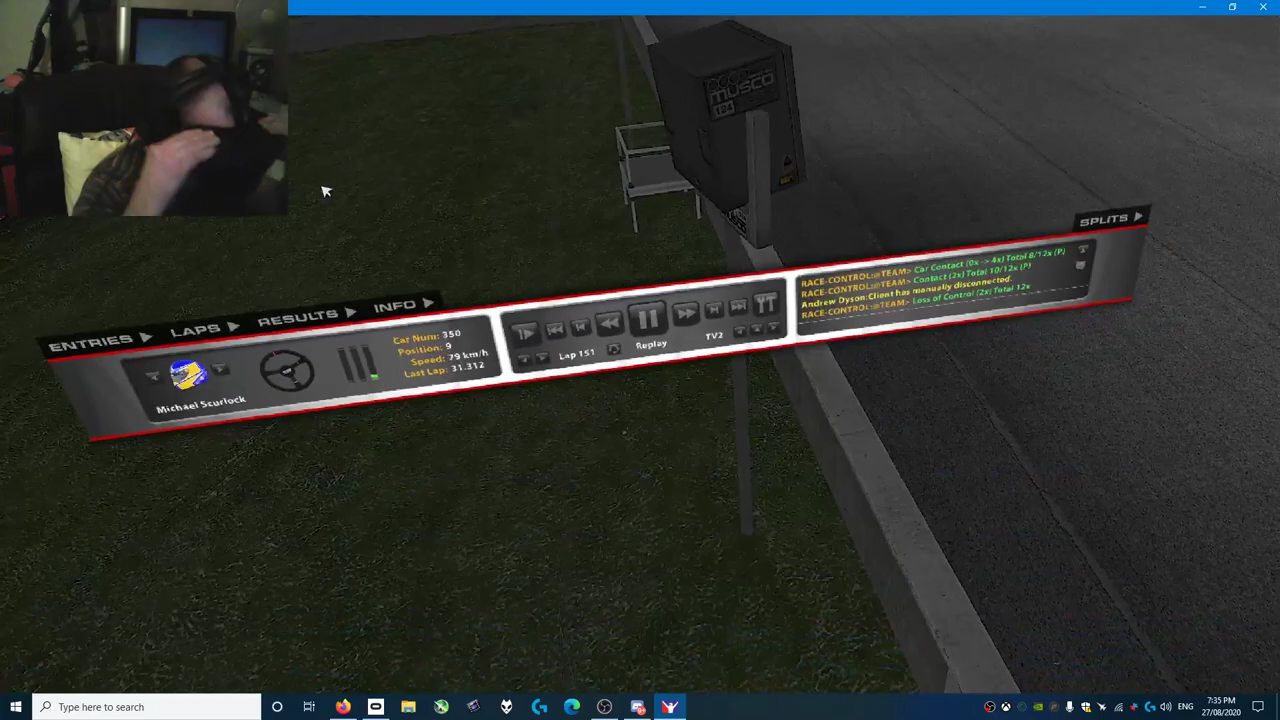 MUSCO
124
SPLITS
ENTRIES
LAPS
RESULTS
INFO
Michael Scurlock
Car Num: 350
Position: 9
Speed: 79 km/h
Last Lap: 31.312
Lap 151
Replay
TV2
RACE-CONTROL:@TEAM> Car Contact (0x -> 4x) Total 8/12x (P)
RACE-CONTROL:@TEAM> Contact (2x) Total 10/12x (P)
Andrew Dyson:Client has manually disconnected.
RACE-CONTROL:@TEAM> Loss of Control (2x) Total 12x
Type here to search
ENG
7:35 PM
27/08/2020